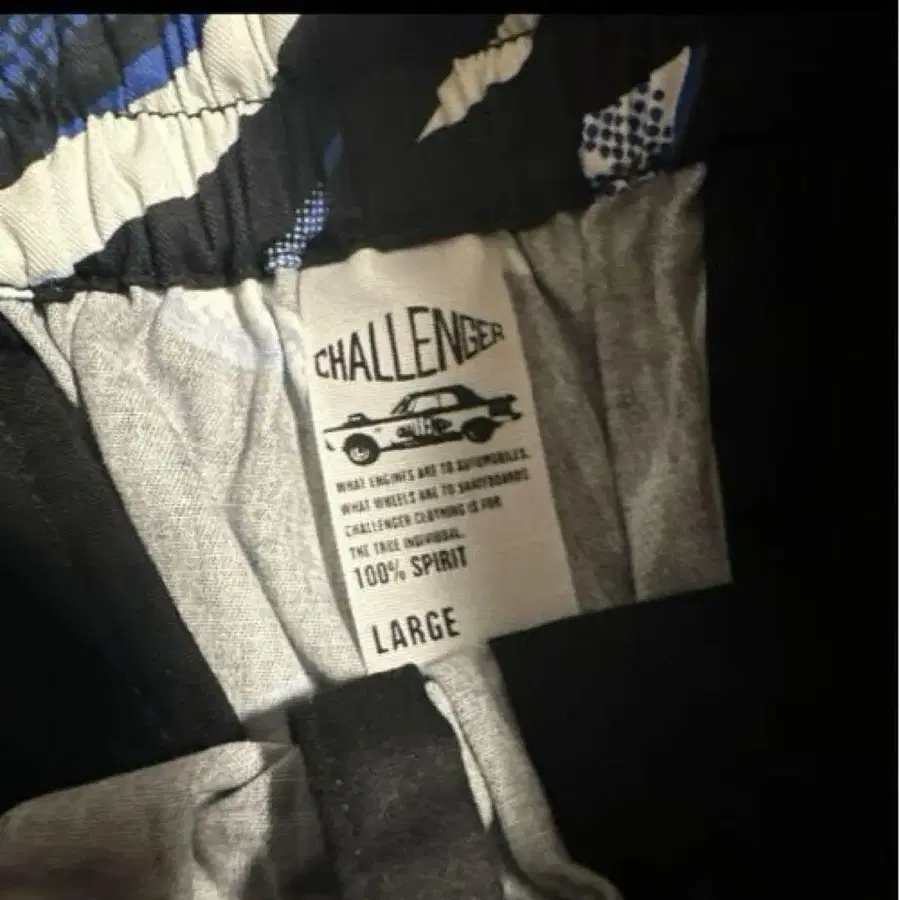 CHALLENGER
CHALLENGER
WHAT ENGINES ARE TO AUTOMOBILES.
WHAT WHEELS ARE TO SKATEBOARDS.
CHALLENGER CLOTHING IS FOR
THE TRUE INDIVIDUAL.
100% SPIRIT
LARGE